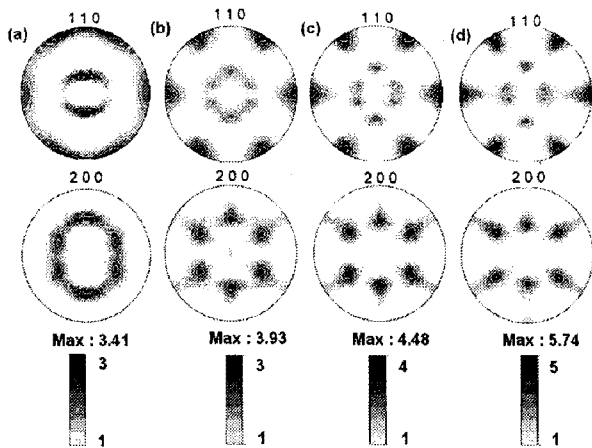 (a) 110 (b) 110 (c) 110 (d) 110
200 200 200 200
Max : 3.41 Max : 3.93 Max : 4.48 Max : 5.74
3 3 4 5
1 1 1 1